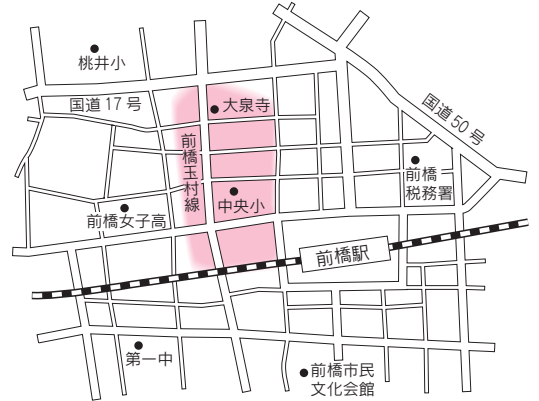 桃井小
国道17号
大泉寺
国道50号
前橋玉村線
前橋
税務署
中央小
前橋女子高
前橋駅
第一中
前橋市民
文化会館